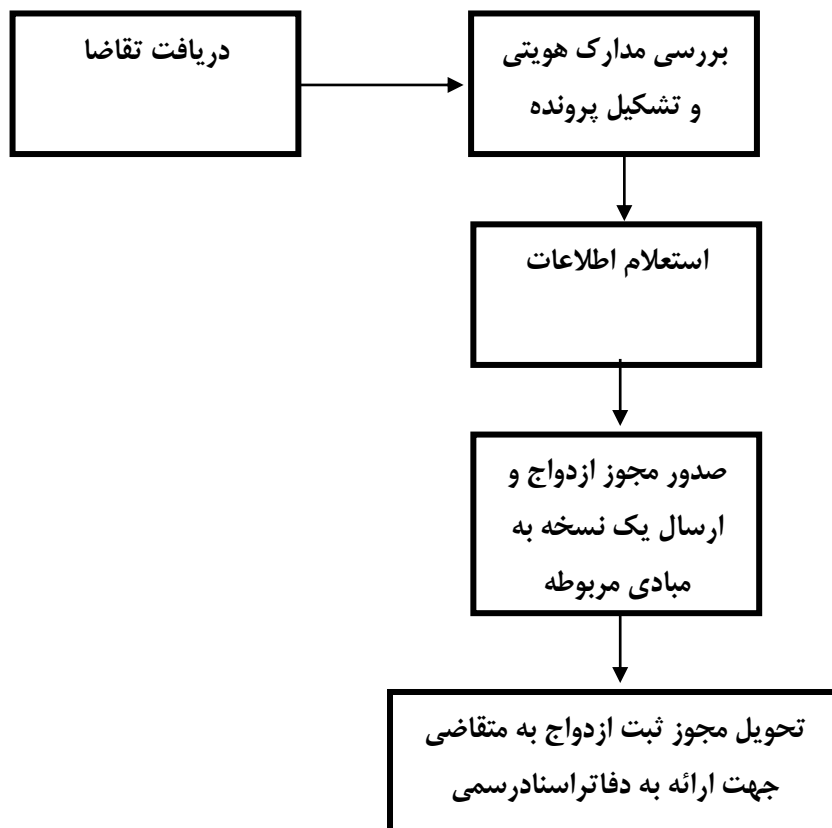 دریافت تقاضا
بررسی مدارک هویتی
و تشکیل پرونده
استعلام اطلاعات
صدور مجوز ازدواج و
ارسال یک نسخه به
مبادی مربوطه
تحویل مجوز ثبت ازدواج به متقاضی
جهت ارائه به دفاتراسنادرسمی